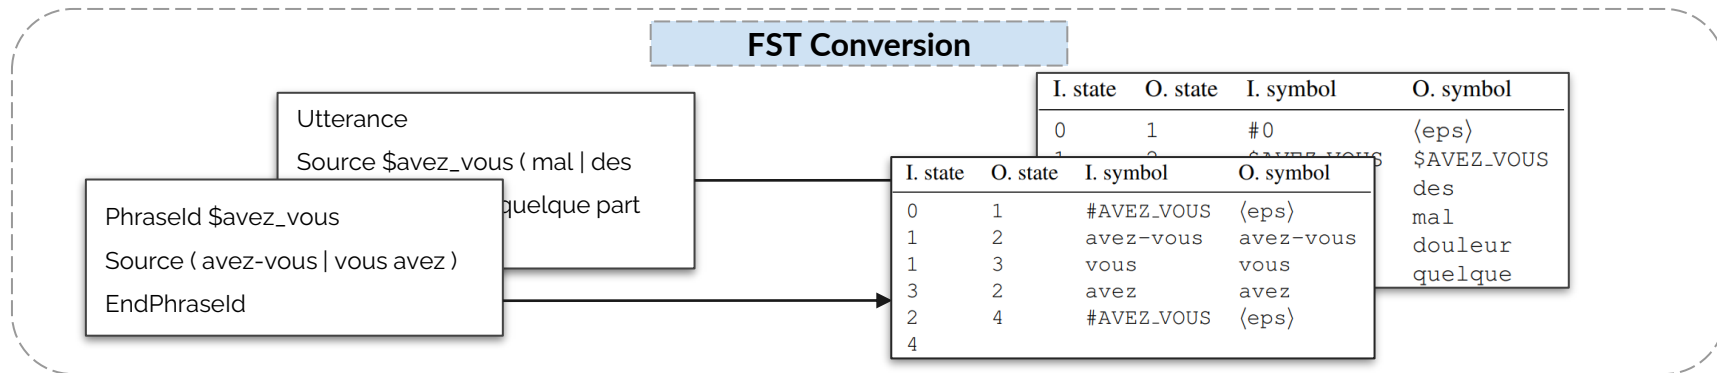 FST Conversion
Utterance
Source $avez_vous ( mal | des
quelque part
PhraseId $avez_vous
Source ( avez-vous | vous avez )
EndPhraseId
I. state O. state I. symbol O. symbol
0 1 #0 ⟨eps⟩
$AVEZ_VOUS
des
mal
douleur
quelque
I. state O. state I. symbol O. symbol
0 1 #AVEZ_VOUS ⟨eps⟩
1 2 avez-vous avez-vous
1 3 vous vous
3 2 avez avez
2 4 #AVEZ_VOUS ⟨eps⟩
4